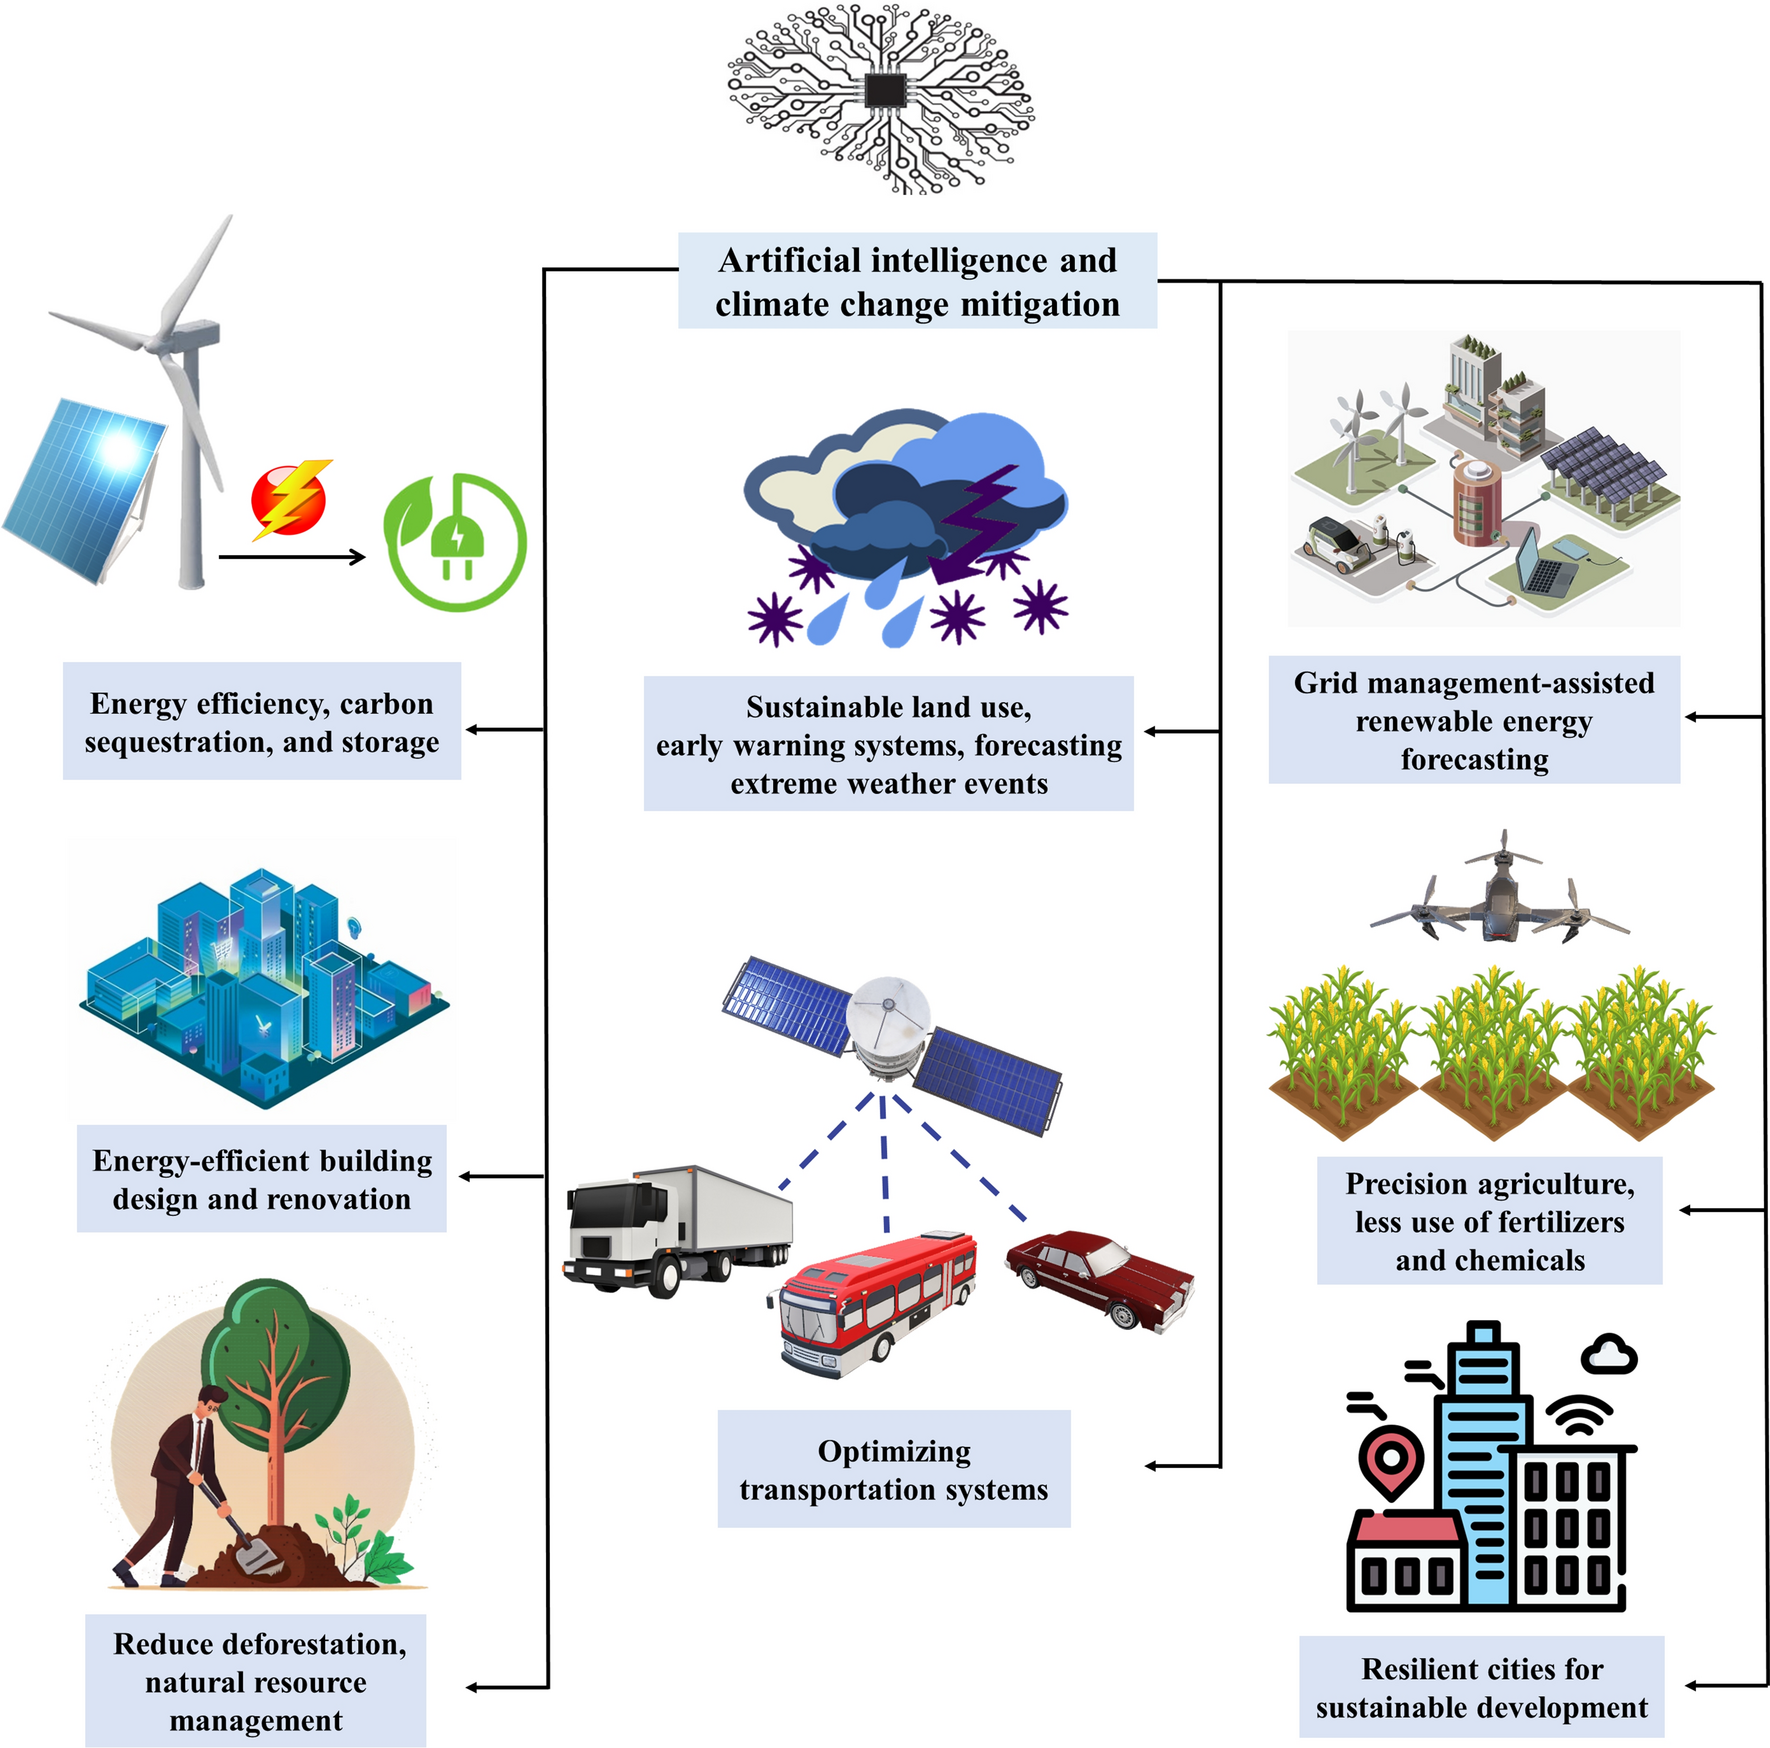 Artificial intelligence and
climate change mitigation
Energy efficiency, carbon
sequestration, and storage
Sustainable land use,
early warning systems, forecasting
extreme weather events
Grid management-assisted
renewable energy
forecasting
Energy-efficient building
design and renovation
Precision agriculture,
less use of fertilizers
and chemicals
Optimizing
transportation systems
Reduce deforestation,
natural resource
management
Resilient cities for
sustainable development